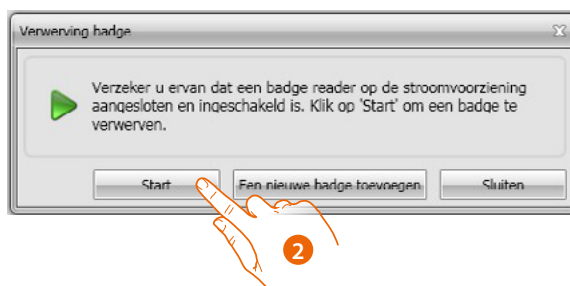 Verwerving badge
Verzeker u ervan dat een badge reader op de stroomvoorziening
aangesloten en ingeschakeld is. Klik op 'Start' om een badge te
verwerven.
Start Een nieuwe badge toevoegen Sluiten
2